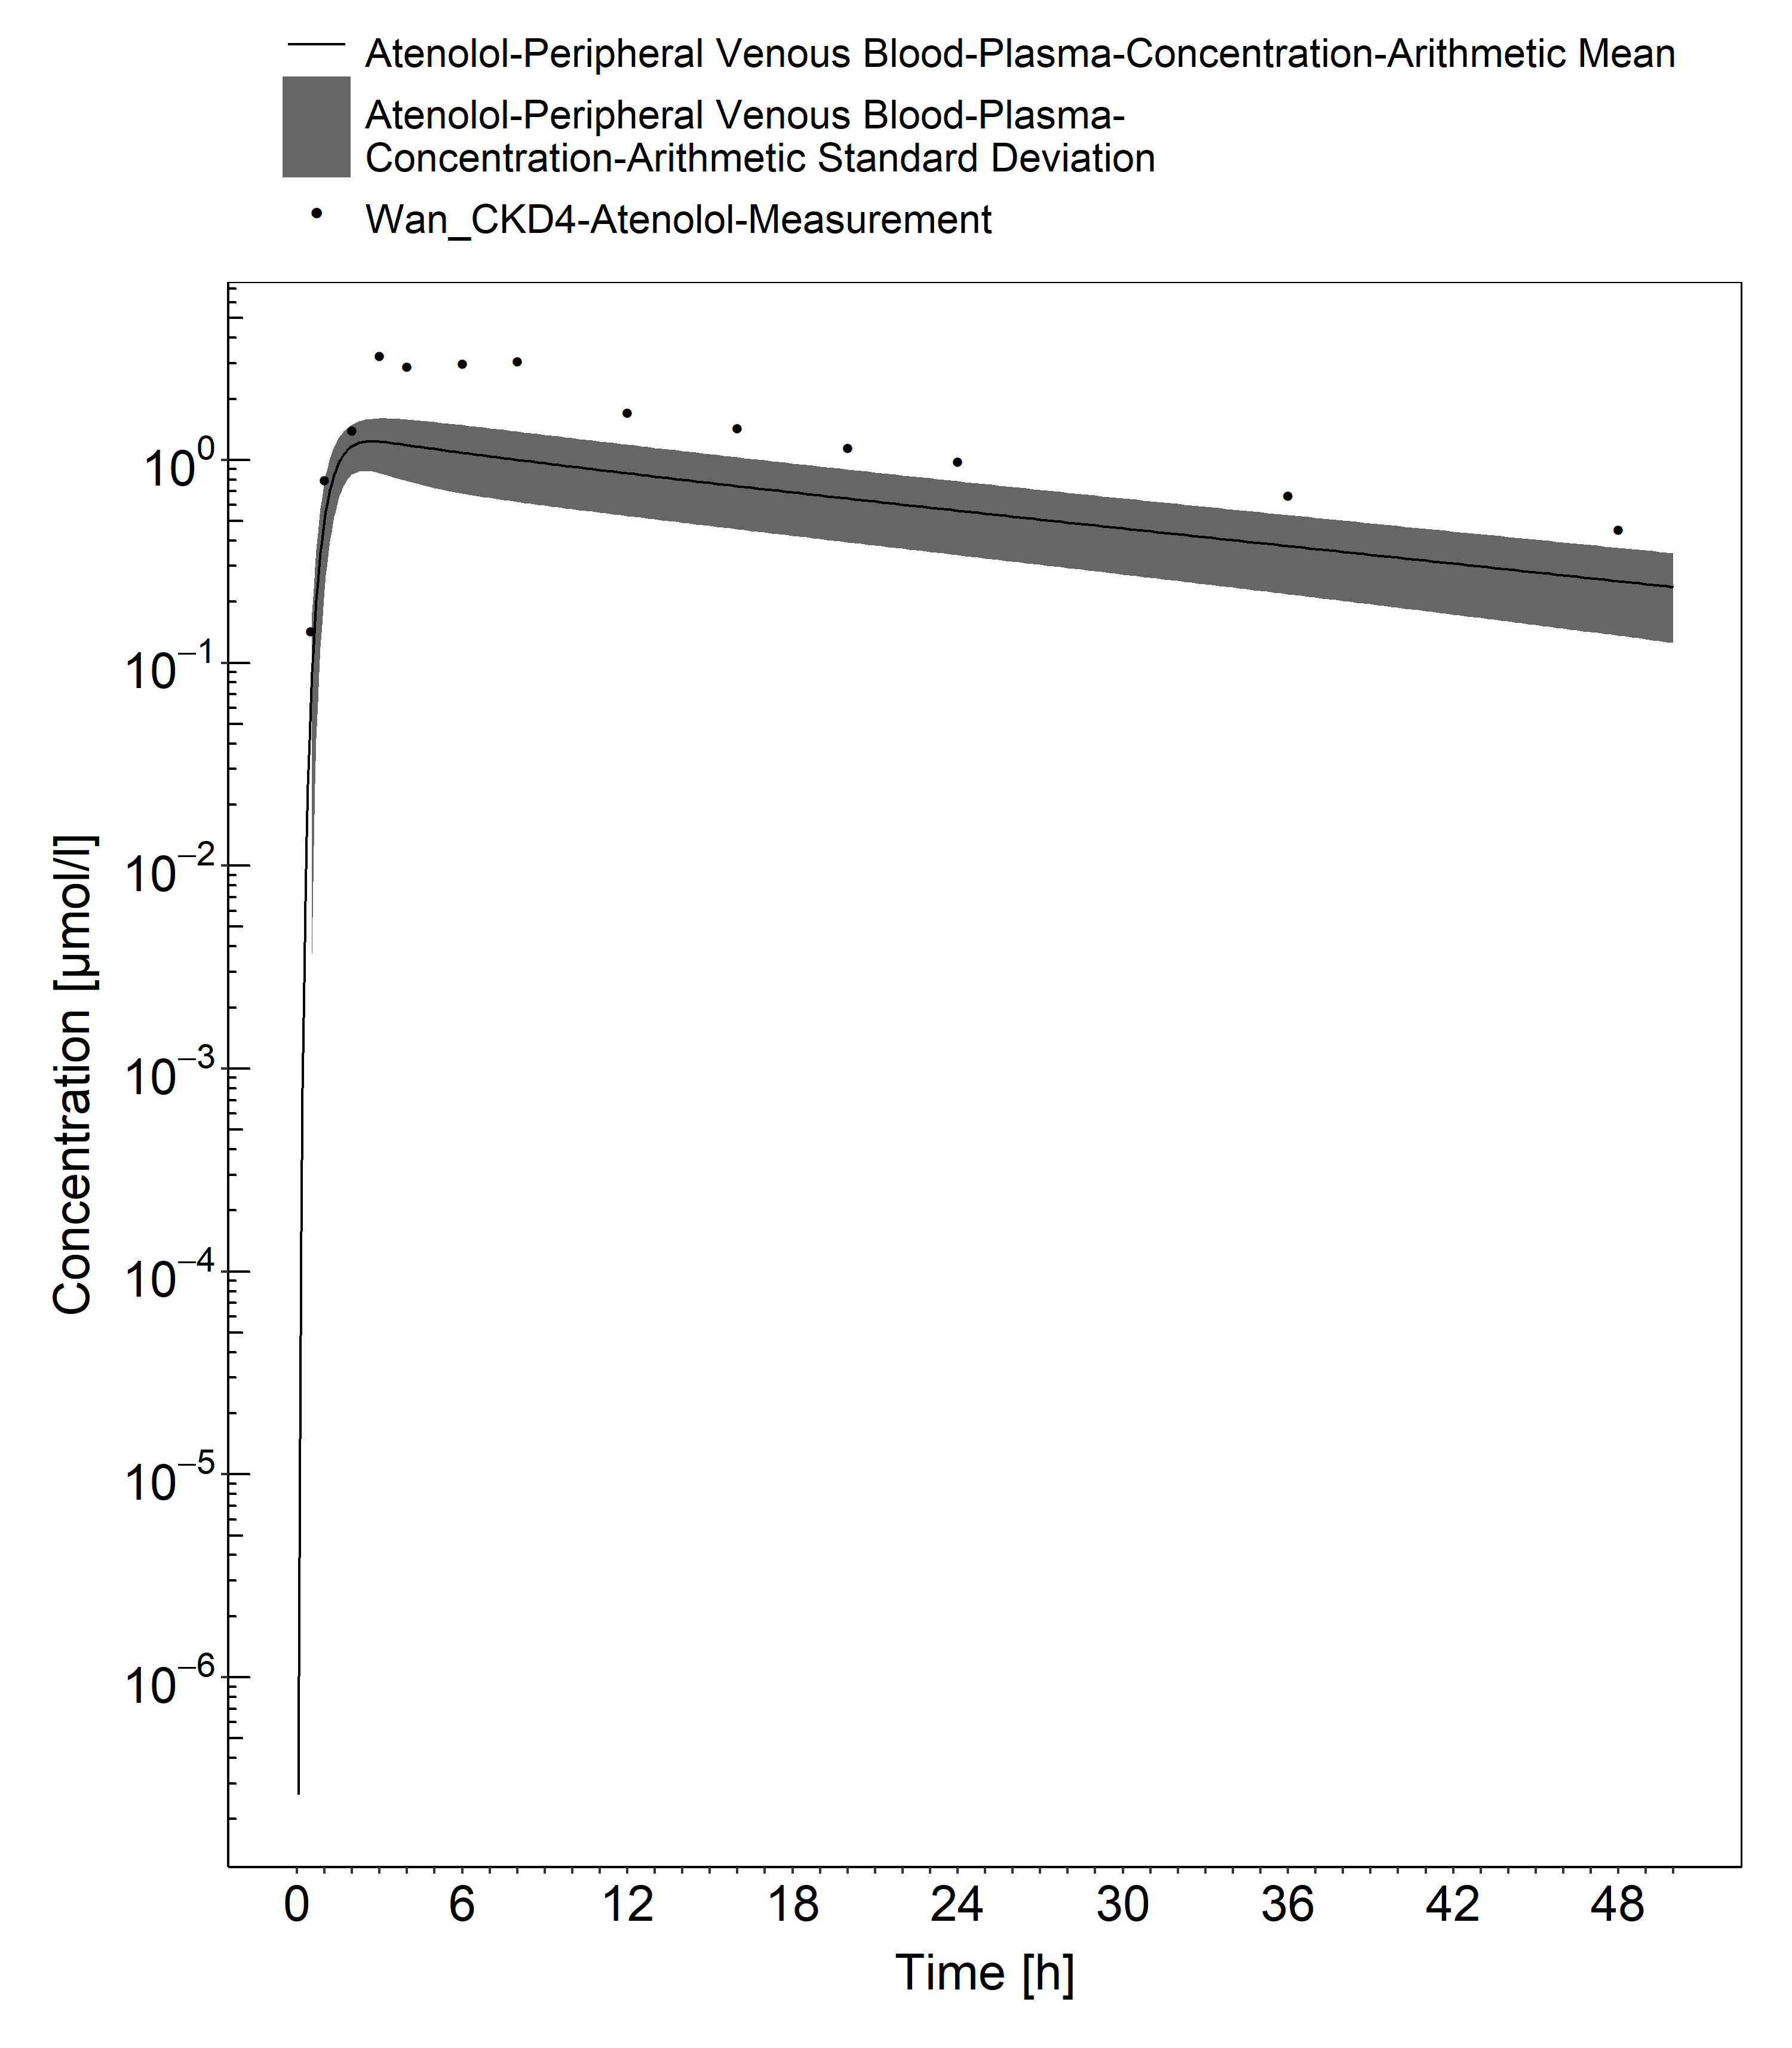 Atenolol-Peripheral Venous Blood-Plasma-Concentration-Arithmetic Mean
Atenolol-Peripheral Venous Blood-Plasma-
Concentration-Arithmetic Standard Deviation
Wan_CKD4-Atenolol-Measurement
Concentration [µmol/l]
10⁰
10⁻¹
10⁻²
10⁻³
10⁻⁴
10⁻⁵
10⁻⁶
0 6 12 18 24 30 36 42 48
Time [h]